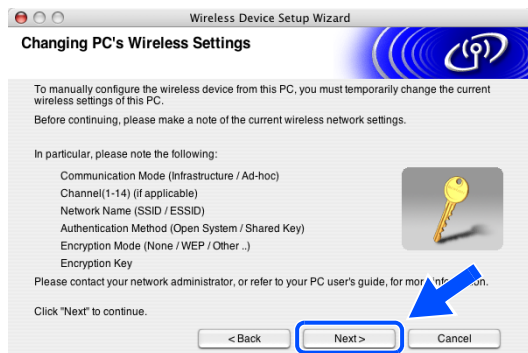 Wireless Device Setup Wizard
Changing PC's Wireless Settings
To manually configure the wireless device from this PC, you must temporarily change the current
wireless settings of this PC.
Before continuing, please make a note of the current wireless network settings.
In particular, please note the following:
Communication Mode (Infrastructure / Ad-hoc)
Channel(1-14) (if applicable)
Network Name (SSID / ESSID)
Authentication Method (Open System / Shared Key)
Encryption Mode (None / WEP / Other ..)
Encryption Key
Please contact your network administrator, or refer to your PC user's guide, for
Click "Next" to continue.
< Back Next > Cancel